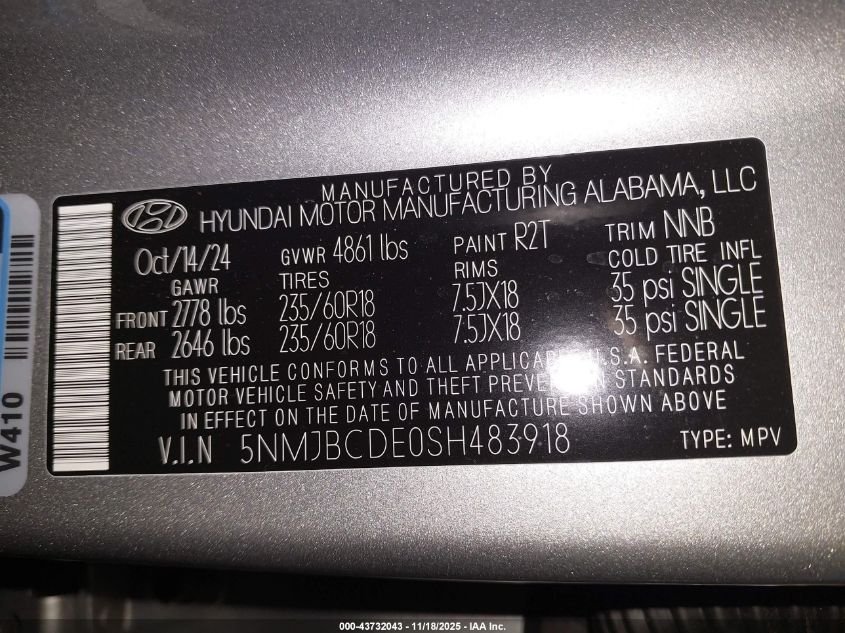 MANUFACTURED BY
HYUNDAI MOTOR MANUFACTURING ALABAMA, LLC
Oct/14/24 GVWR 4861 lbs PAINT R2T TRIM NNB
GAWR TIRES RIMS COLD TIRE INFL
FRONT 2778 lbs 235/60R18 7.5JX18 35 psi SINGLE
REAR 2646 lbs 235/60R18 7.5JX18 35 psi SINGLE
THIS VEHICLE CONFORMS TO ALL APPLICABLE U.S.A. FEDERAL
MOTOR VEHICLE SAFETY AND THEFT PREVENTION STANDARDS
IN EFFECT ON THE DATE OF MANUFACTURE SHOWN ABOVE
V.I.N 5NMJBCDE0SH483918 TYPE: MPV
W410
000-43732043 - 11/18/2025 - IAA Inc.